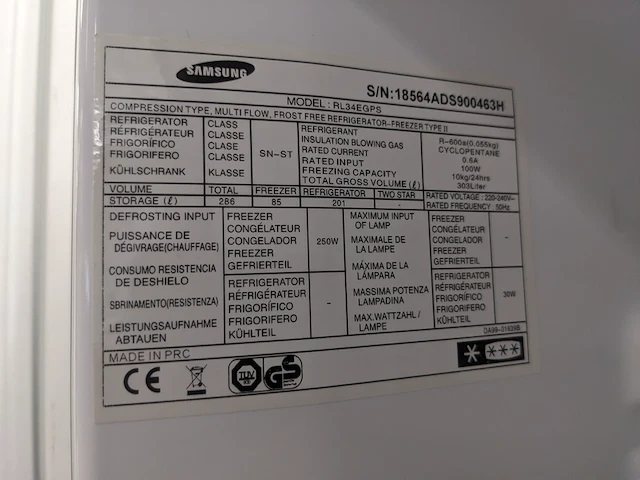 SAMSUNG
S/N:18564ADS900463H
MODEL : RL34EGPS
COMPRESSION TYPE, MULTI FLOW, FROST FREE REFRIGERATOR-FREEZER TYPE II
REFRIGERATOR CLASS
RÉFRIGÉRATEUR CLASSE
FRIGORÍFICO CLASE
FRIGORIFERO CLASSE
KÜHLSCHRANK KLASSE
SN-ST
REFRIGERANT R-600a(0.055kg)
INSULATION BLOWING GAS CYCLOPENTANE
RATED CURRENT 0.6A
RATED INPUT 100W
FREEZING CAPACITY 10kg/24hrs
TOTAL GROSS VOLUME (ℓ) 303Liter
VOLUME TOTAL FREEZER REFRIGERATOR TWO STAR RATED VOLTAGE : 220-240V~
STORAGE (ℓ) 286 85 201 - RATED FREQUENCY : 50Hz
DEFROSTING INPUT
PUISSANCE DE
DÉGIVRAGE(CHAUFFAGE)
CONSUMO RESISTENCIA
DE DESHIELO
SBRINAMENTO(RESISTENZA)
LEISTUNGSAUFNAHME
ABTAUEN
FREEZER
CONGÉLATEUR
CONGELADOR
FREEZER
GEFRIERTEIL
250W
REFRIGERATOR
RÉFRIGÉRATEUR
FRIGORÍFICO
FRIGORIFERO
KÜHLTEIL
-
MAXIMUM INPUT
OF LAMP
MAXIMALE DE
LA LAMPE
MÁXIMA DE LA
LÁMPARA
MASSIMA POTENZA
LAMPADINA
MAX.WATTZAHL /
LAMPE
FREEZER
CONGÉLATEUR
CONGELADOR
FREEZER
GEFRIERTEIL
-
REFRIGERATOR
RÉFRIGÉRATEUR
FRIGORÍFICO
FRIGORIFERO
KÜHLTEIL
30W
MADE IN PRC
CE TÜV GS